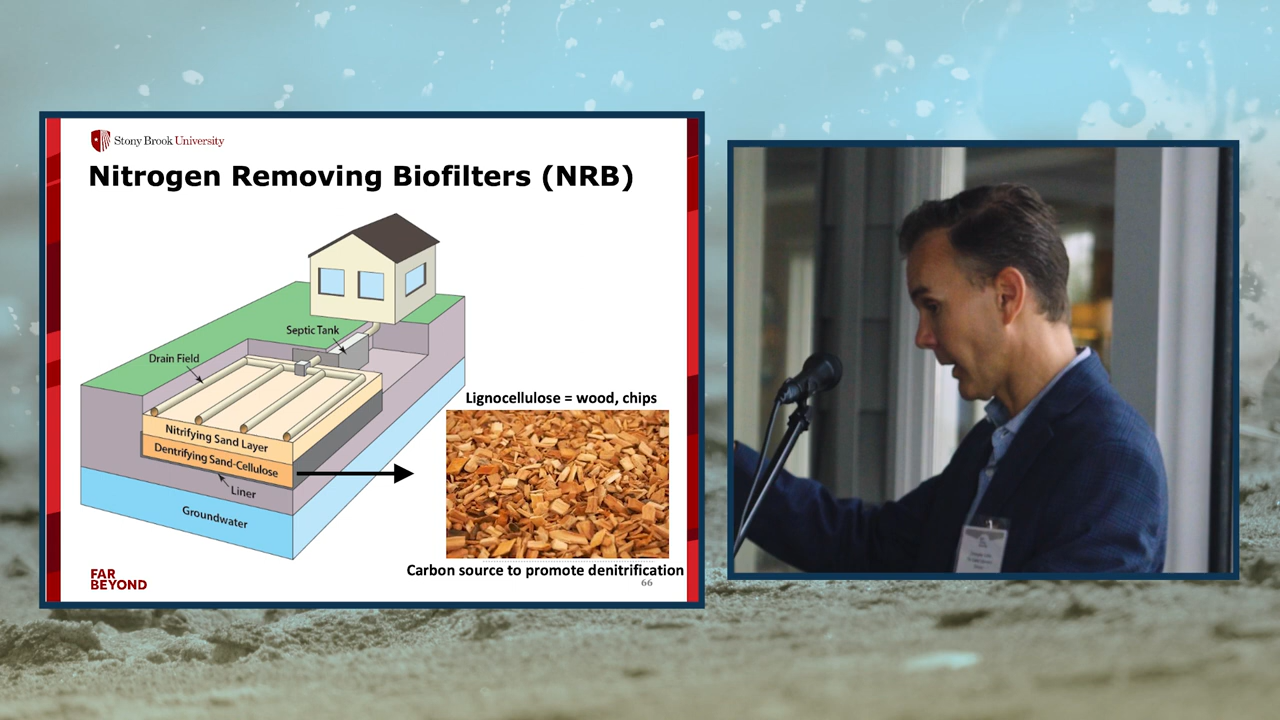 Stony Brook University
Nitrogen Removing Biofilters (NRB)
Septic Tank
Drain Field
Nitrifying Sand Layer
Dentrifying Sand-Cellulose
Liner
Groundwater
Lignocellulose = wood, chips
Carbon source to promote denitrification
FAR
BEYOND
66